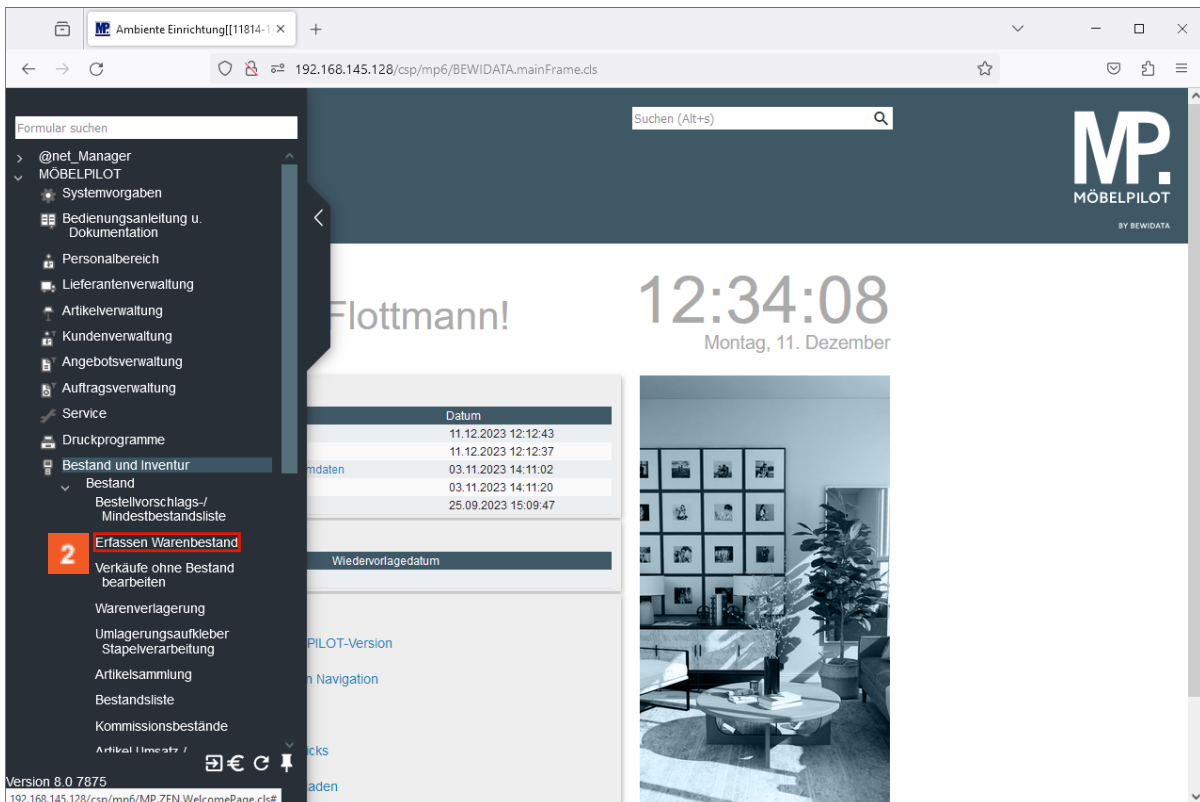 Ambiente Einrichtung[[11814-1
192.168.145.128/csp/mp6/BEWIDATA.mainFrame.cls
Formular suchen
@net_Manager
MÖBELPILOT
Systemvorgaben
Bedienungsanleitung u.
Dokumentation
Personalbereich
Lieferantenverwaltung
Artikelverwaltung
Kundenverwaltung
Angebotsverwaltung
Auftragsverwaltung
Service
Druckprogramme
Bestand und Inventur
Bestand
Bestellvorschlags-/
Mindestbestandsliste
2
Erfassen Warenbestand
Verkäufe ohne Bestand
bearbeiten
Warenverlagerung
Umlagerungsaufkleber
Stapelverarbeitung
Artikelsammlung
Bestandsliste
Kommissionsbestände
Artikel Umsatz /
Version 8.0 7875
192.168.145.128/csp/mp6/MP.ZEN.WelcomePage.cls#
Suchen (Alt+s)
MP.
MÖBELPILOT
BY BEWIDATA
Flottmann!
12:34:08
Montag, 11. Dezember
Datum
11.12.2023 12:12:43
11.12.2023 12:12:37
mdaten 03.11.2023 14:11:02
03.11.2023 14:11:20
25.09.2023 15:09:47
Wiedervorlagedatum
PILOT-Version
n Navigation
icks
aden